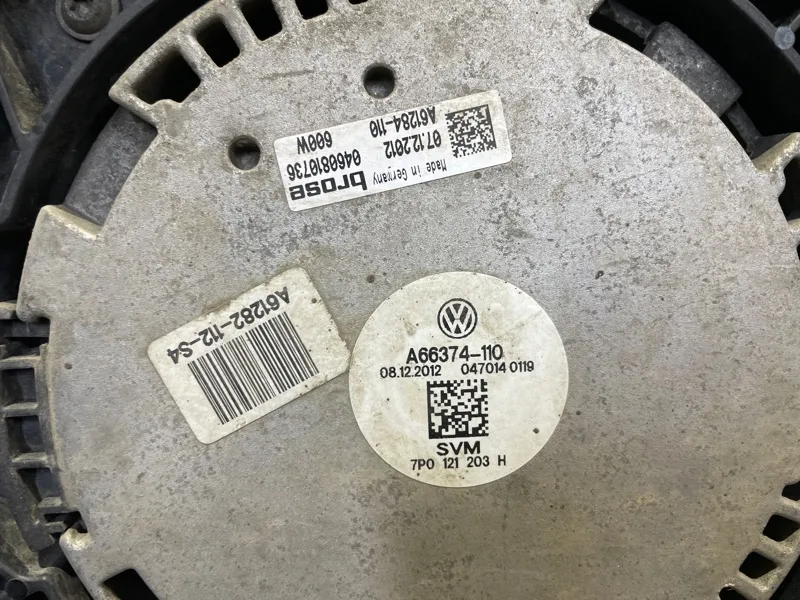 brose
Made in Germany
0460810736
07.12.2012
600W
A61284-110
A61282-112-S4
A66374-110
08.12.2012 047014 0119
SVM
7P0 121 203 H